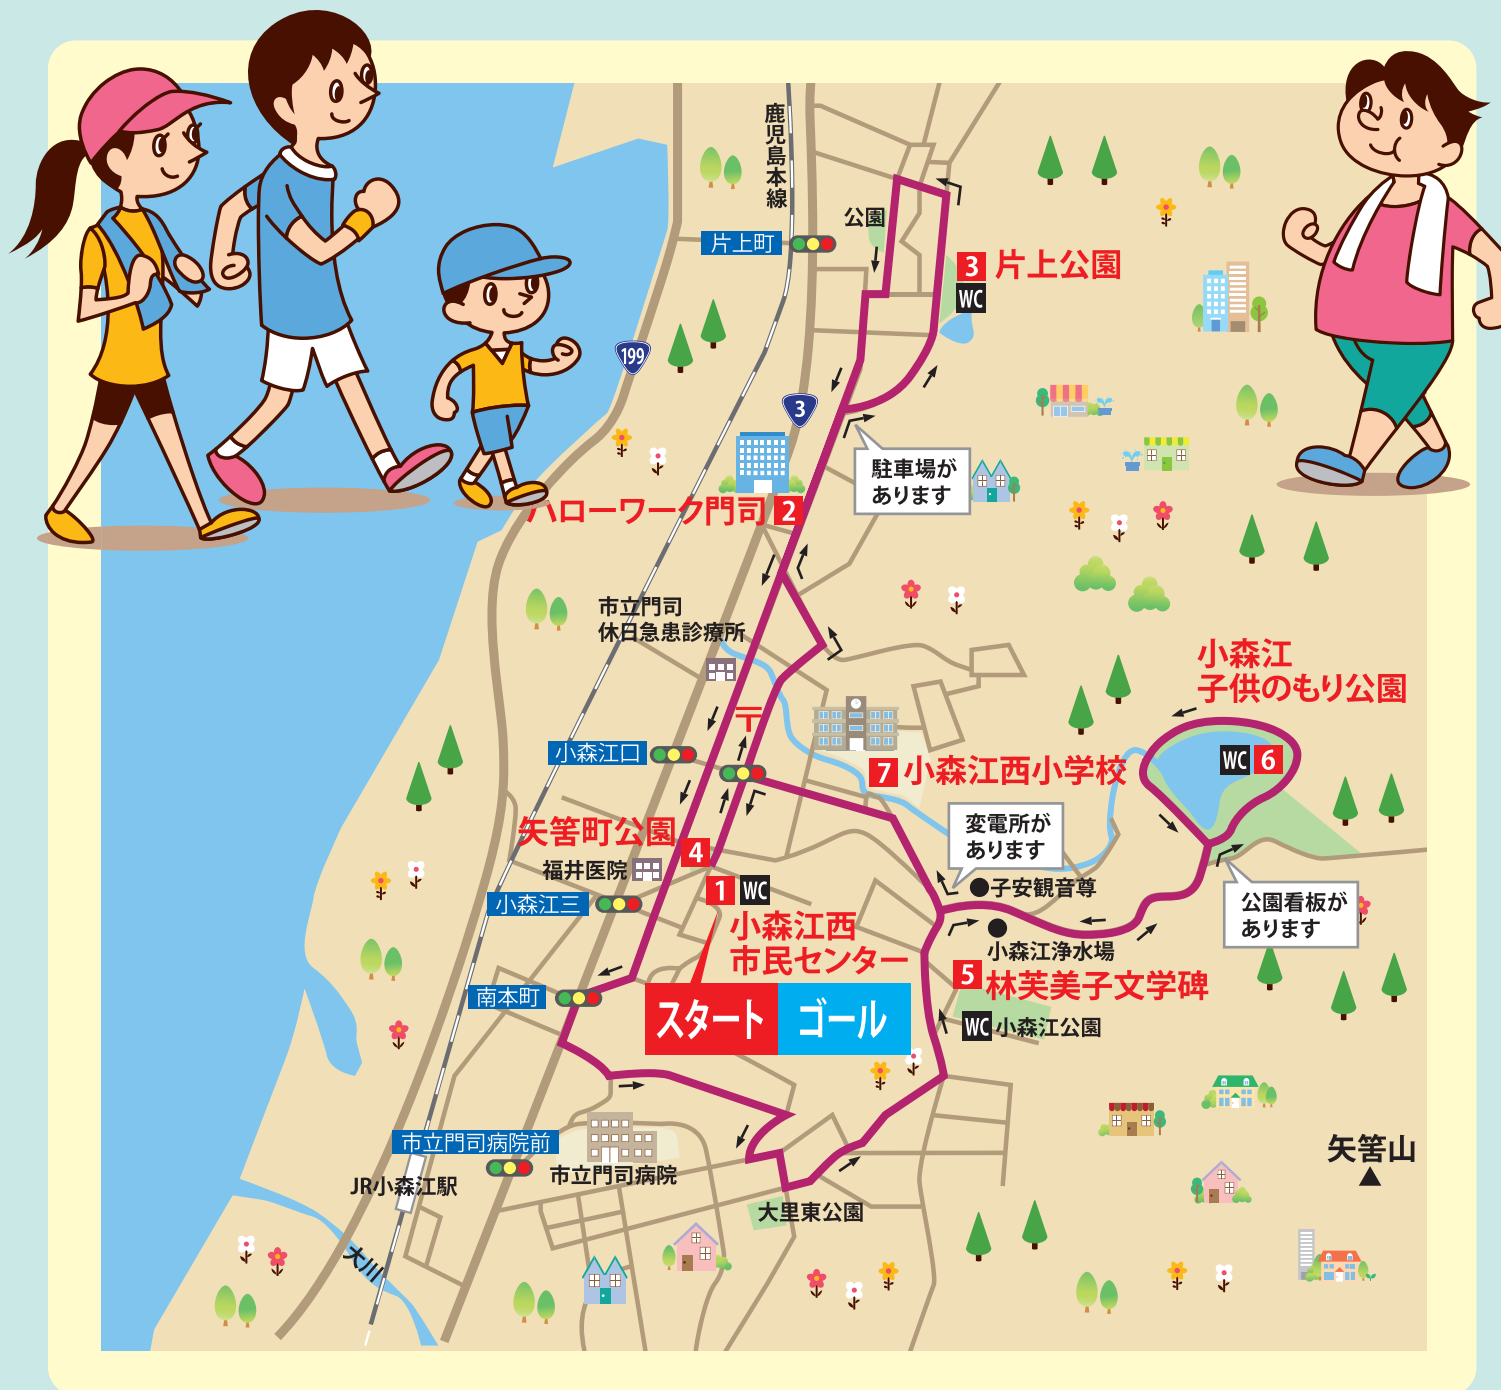 鹿児島本線
公園
片上町
3 片上公園
WC
199
3
駐車場が
あります
ハローワーク門司 2
市立門司
休日急患診療所
小森江
子供のもり公園
〒
小森江口
WC 6
7 小森江西小学校
矢筈町公園
4
変電所が
あります
福井医院
1 WC
子安観音尊
小森江三
公園看板が
あります
小森江西
市民センター
小森江浄水場
5 林芙美子文学碑
南本町
スタート ゴール
WC 小森江公園
市立門司病院前
矢筈山
市立門司病院
JR小森江駅
大里東公園
大川